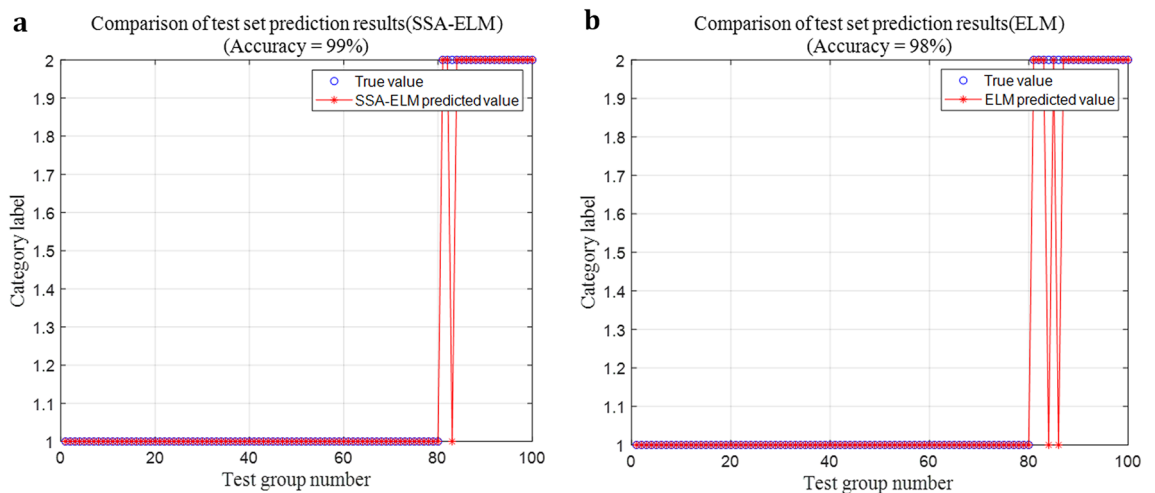 a
Comparison of test set prediction results(SSA-ELM)
(Accuracy = 99%)
2
1.9
1.8
1.7
1.6
1.5
1.4
1.3
1.2
1.1
1
Category label
True value
SSA-ELM predicted value
0 20 40 60 80 100
Test group number
b
Comparison of test set prediction results(ELM)
(Accuracy = 98%)
2
1.9
1.8
1.7
1.6
1.5
1.4
1.3
1.2
1.1
1
Category label
True value
ELM predicted value
0 20 40 60 80 100
Test group number